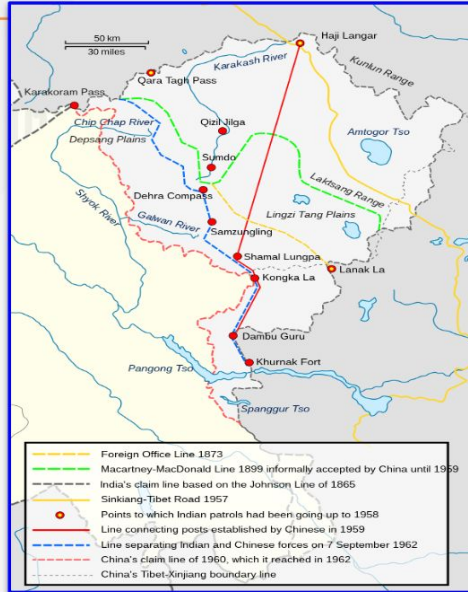 50 km
30 miles
Haji Langar
Karakash River
Qara Tagh Pass
Kunlun Range
Karakoram Pass
Chip Chap River
Depsang Plains
Qizil Jilga
Amtogor Tso
Sumdo
Laktsang Range
Dehra Compass
Lingzi Tang Plains
Shyok River
Galwan River
Samzungling
Shamal Lungpa
Lanak La
Kongka La
Dambu Guru
Pangong Tso
Khurnak Fort
Spanggur Tso
Foreign Office Line 1873
Macartney-MacDonald Line 1899 informally accepted by China until 1959
India's claim line based on the Johnson Line of 1865
Sinkiang-Tibet Road 1957
Points to which Indian patrols had been going up to 1958
Line connecting posts established by Chinese in 1959
Line separating Indian and Chinese forces on 7 September 1962
China's claim line of 1960, which it reached in 1962
China's Tibet-Xinjiang boundary line